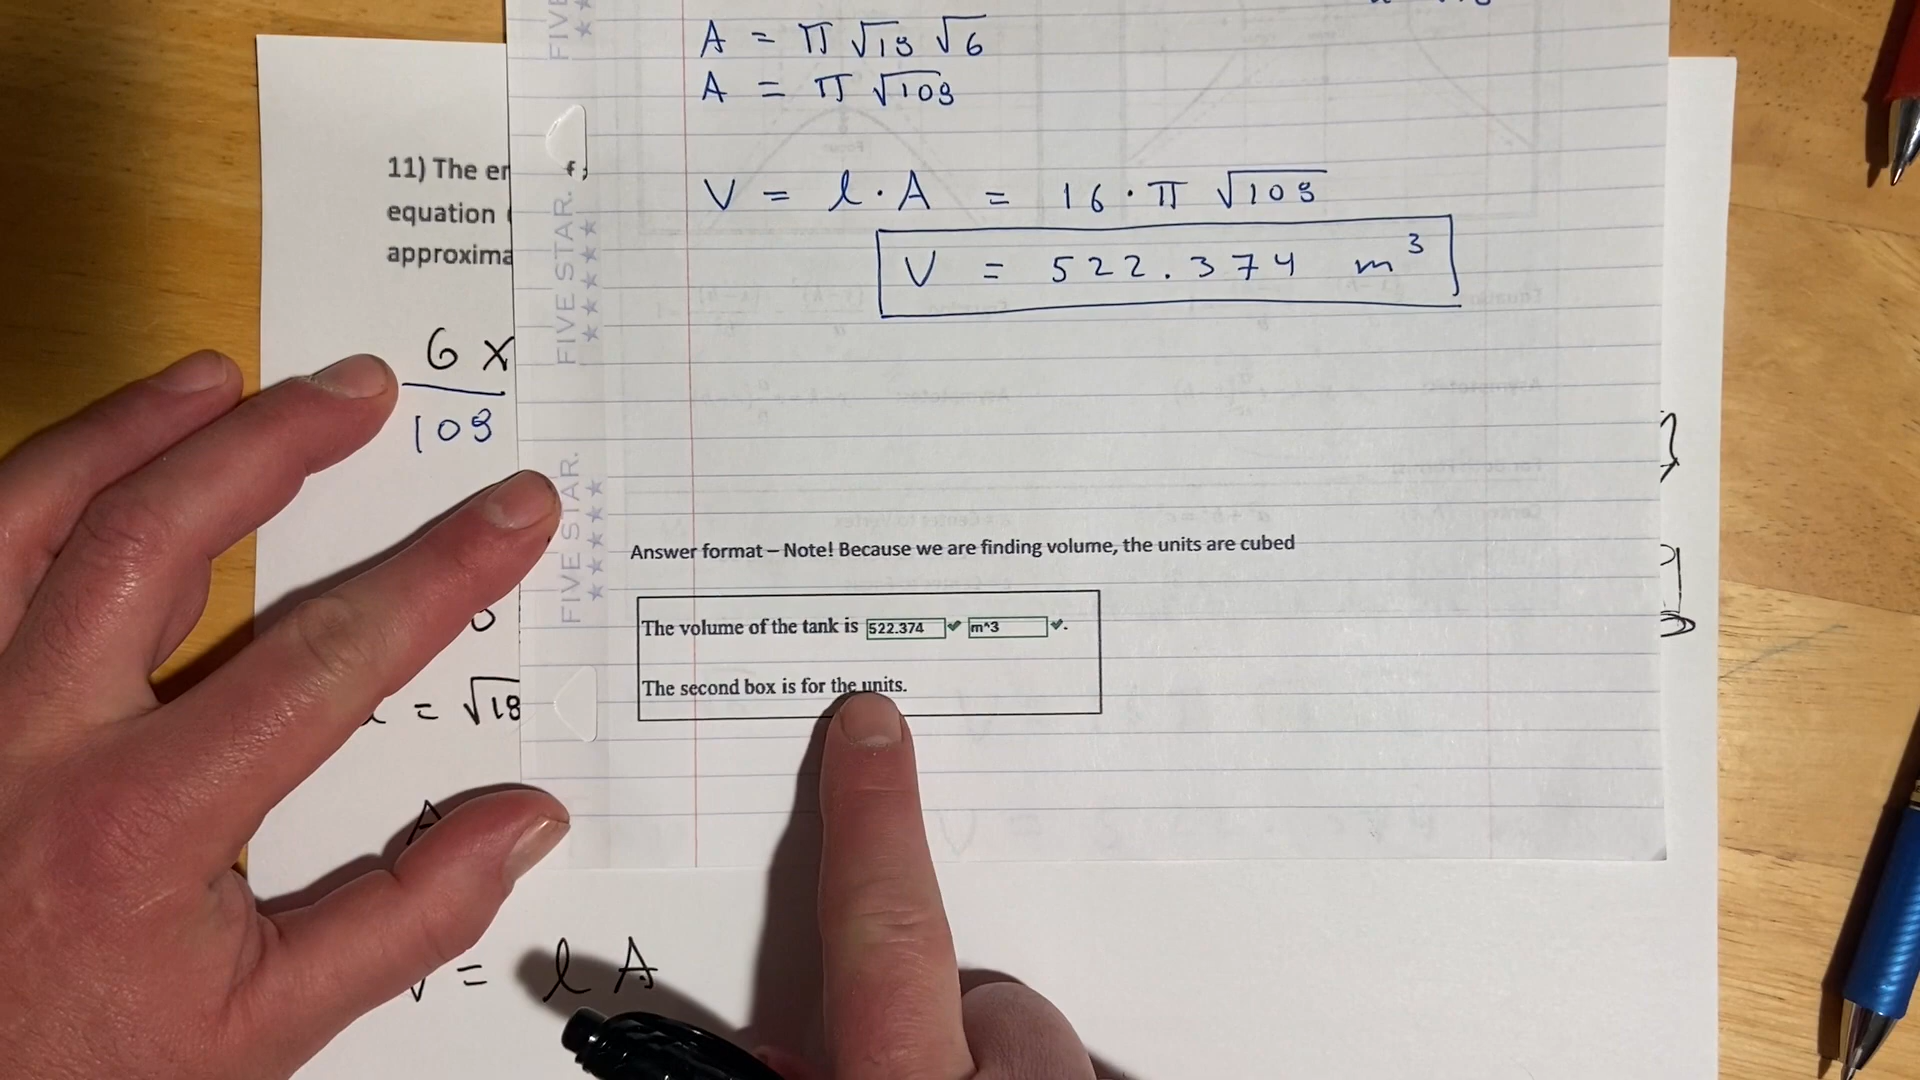 A = π √18 √6
A = π √108
11) The er
equation
approxima
V = l · A = 16 · π √108
V = 522.374 m³
6 x
108
FIVE STAR.
FIVE STAR.
Answer format – Note! Because we are finding volume, the units are cubed
The volume of the tank is 522.374 m^3 .
The second box is for the units.
= √18
A
V = l A